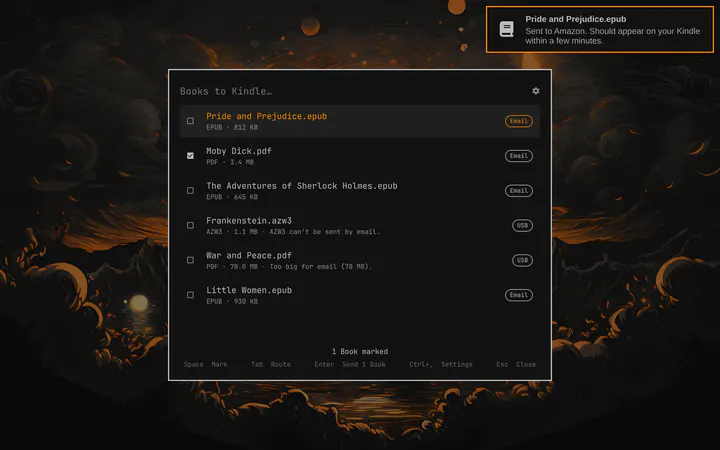 Pride and Prejudice.epub
Sent to Amazon. Should appear on your Kindle
within a few minutes.
Books to Kindle…
Pride and Prejudice.epub
Email
EPUB · 812 KB
Moby Dick.pdf
Email
PDF · 3.4 MB
The Adventures of Sherlock Holmes.epub
Email
EPUB · 645 KB
Frankenstein.azw3
USB
AZW3 · 1.1 MB · AZW3 can't be sent by email.
War and Peace.pdf
USB
PDF · 78.0 MB · Too big for email (78 MB).
Little Women.epub
Email
EPUB · 930 KB
1 Book marked
Space Mark Tab Route Enter Send 1 Book Ctrl+, Settings Esc Close